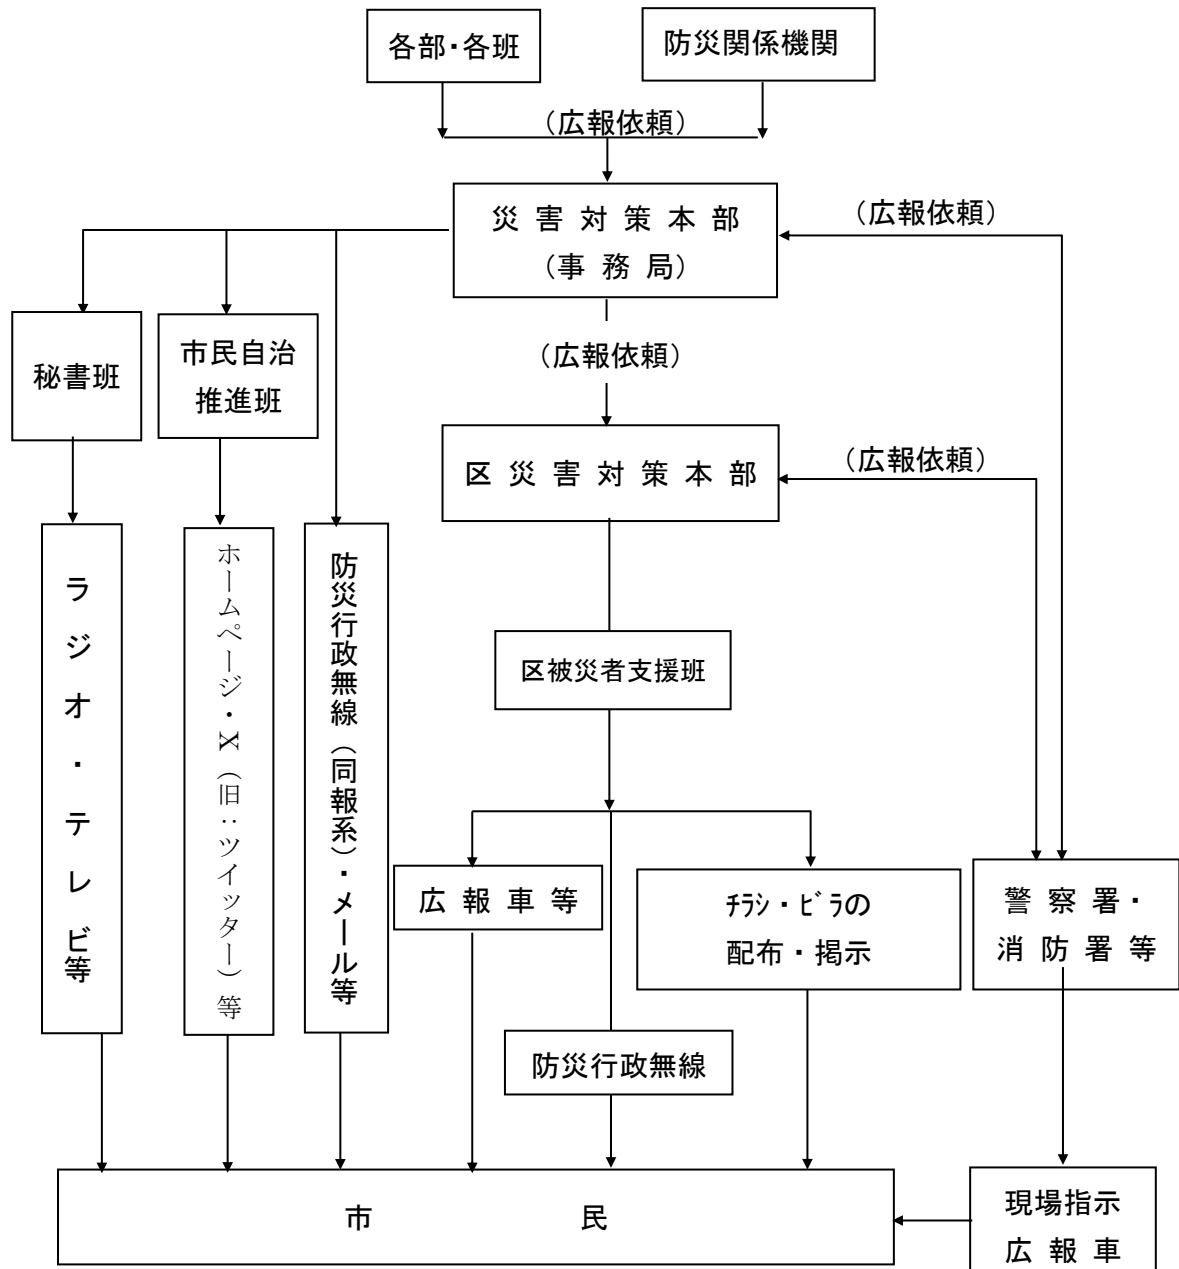 各部・各班
防災関係機関
（広報依頼）
災害対策本部
（事務局）
（広報依頼）
秘書班
市民自治
推進班
（広報依頼）
区災害対策本部
（広報依頼）
ラジオ・テレビ等
ホームページ・X（旧：ツイッター）等
防災行政無線（同報系）・メール等
区被災者支援班
広報車等
ﾁﾗｼ・ﾋﾞﾗの
配布・掲示
警察署・
消防署等
防災行政無線
市民
現場指示
広報車